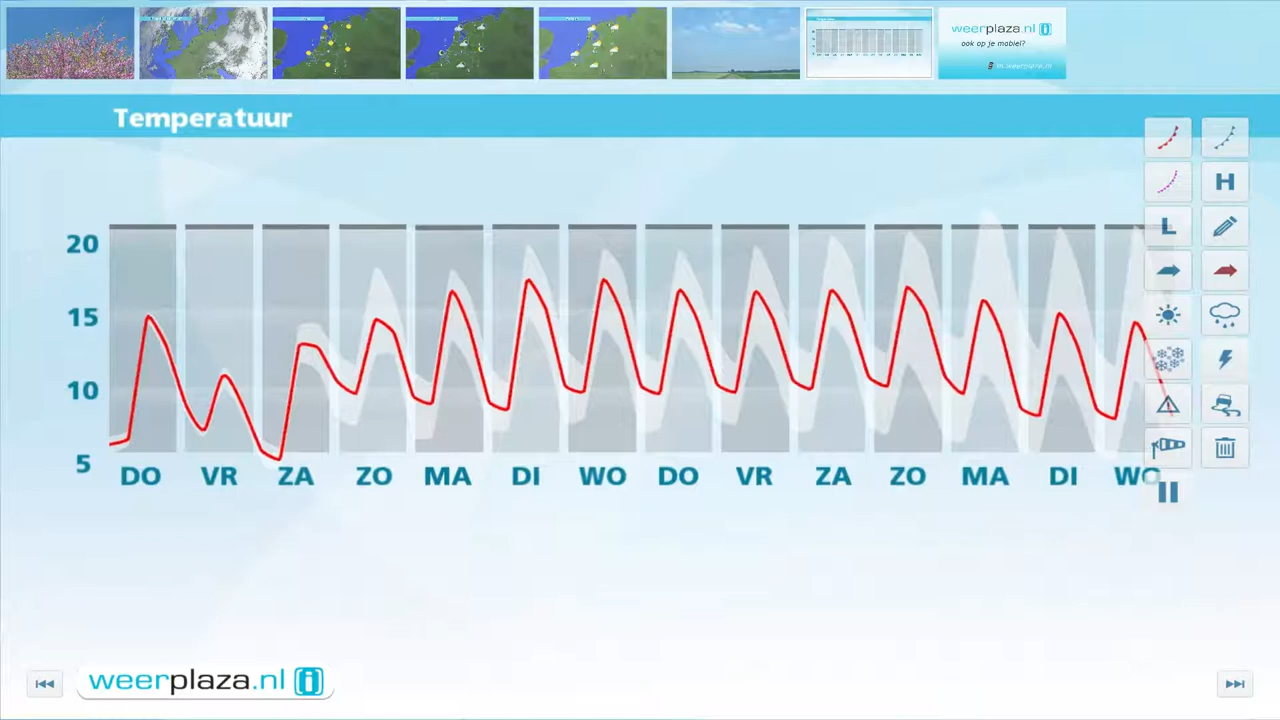 weerplaza.nl i
ook op je mobiel?
Temperatuur
H
L
20
15
10
5
DO VR ZA ZO MA DI WO DO VR ZA ZO MA DI WO
weerplaza.nl i